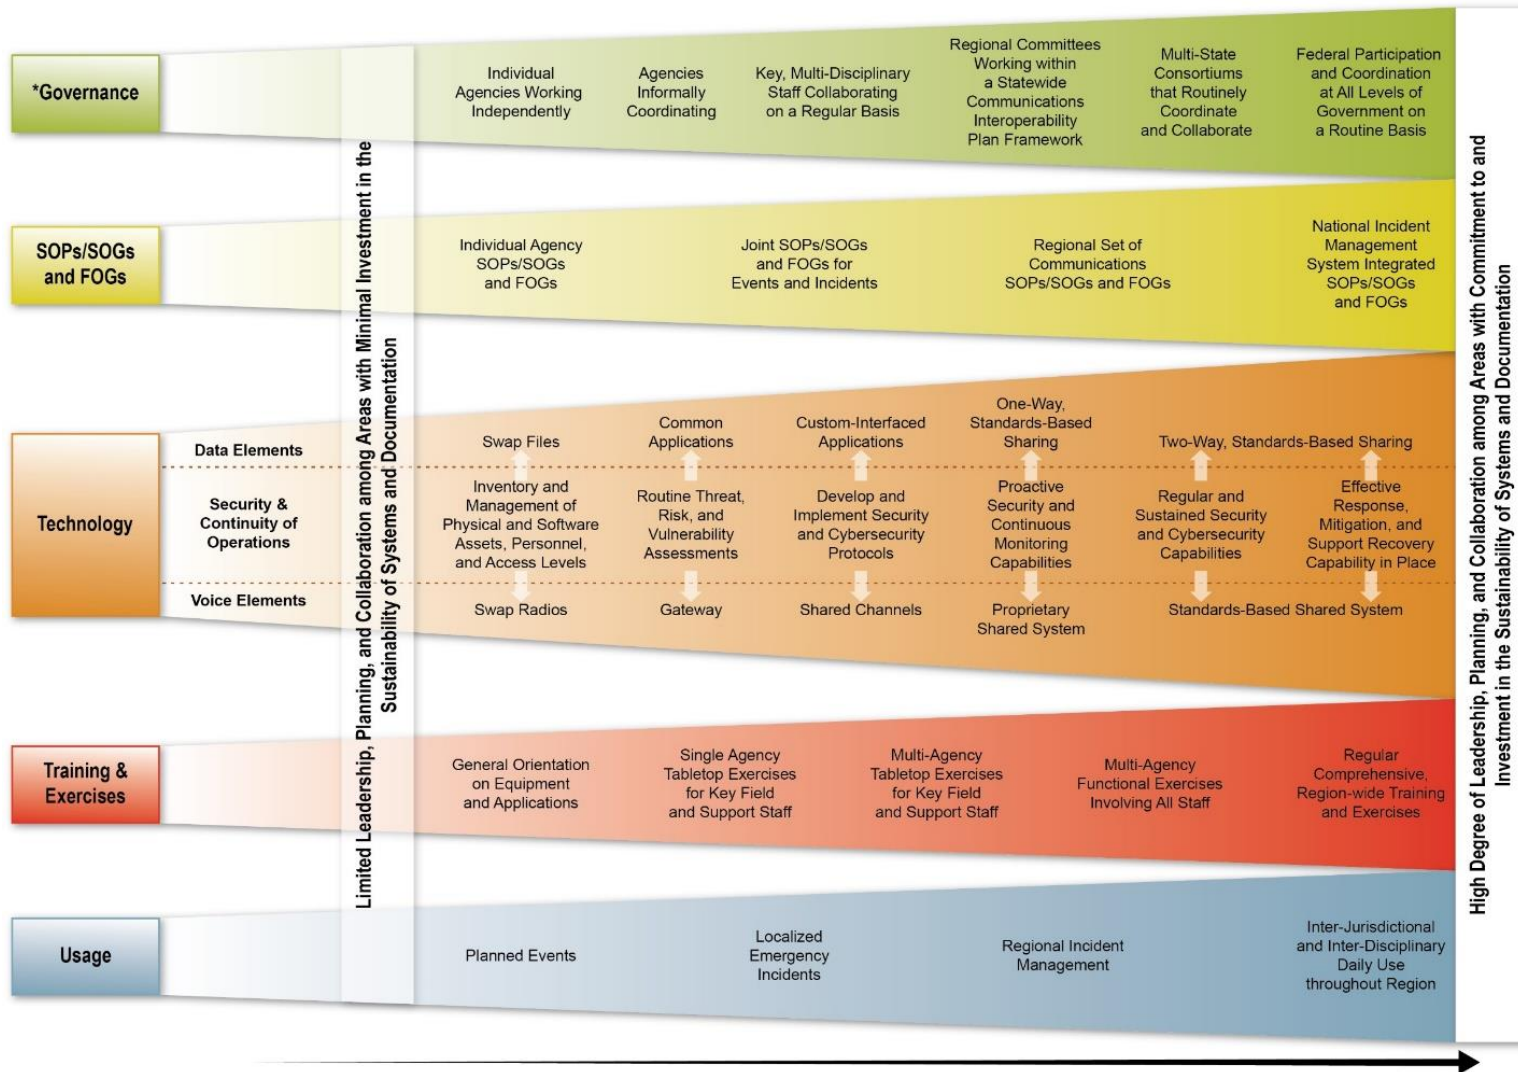 *Governance
Individual
Agencies Working
Independently
Agencies
Informally
Coordinating
Key, Multi-Disciplinary
Staff Collaborating
on a Regular Basis
Regional Committees
Working within
a Statewide
Communications
Interoperability
Plan Framework
Multi-State
Consortiums
that Routinely
Coordinate
and Collaborate
Federal Participation
and Coordination
at All Levels of
Government on
a Routine Basis
SOPs/SOGs
and FOGs
Individual Agency
SOPs/SOGs
and FOGs
Joint SOPs/SOGs
and FOGs for
Events and Incidents
Regional Set of
Communications
SOPs/SOGs and FOGs
National Incident
Management
System Integrated
SOPs/SOGs
and FOGs
Technology
Data Elements
Swap Files
Common
Applications
Custom-Interfaced
Applications
One-Way,
Standards-Based
Sharing
Two-Way, Standards-Based Sharing
Security &
Continuity of
Operations
Inventory and
Management of
Physical and Software
Assets, Personnel,
and Access Levels
Routine Threat,
Risk, and
Vulnerability
Assessments
Develop and
Implement Security
and Cybersecurity
Protocols
Proactive
Security and
Continuous
Monitoring
Capabilities
Regular and
Sustained Security
and Cybersecurity
Capabilities
Effective
Response,
Mitigation, and
Support Recovery
Capability in Place
Voice Elements
Swap Radios
Gateway
Shared Channels
Proprietary
Shared System
Standards-Based Shared System
Training &
Exercises
General Orientation
on Equipment
and Applications
Single Agency
Tabletop Exercises
for Key Field
and Support Staff
Multi-Agency
Tabletop Exercises
for Key Field
and Support Staff
Multi-Agency
Functional Exercises
Involving All Staff
Regular
Comprehensive,
Region-wide Training
and Exercises
Usage
Planned Events
Localized
Emergency
Incidents
Regional Incident
Management
Inter-Jurisdictional
and Inter-Disciplinary
Daily Use
throughout Region
Limited Leadership, Planning, and Collaboration among Areas with Minimal Investment in the
Sustainability of Systems and Documentation
High Degree of Leadership, Planning, and Collaboration among Areas with Commitment to and
Investment in the Sustainability of Systems and Documentation